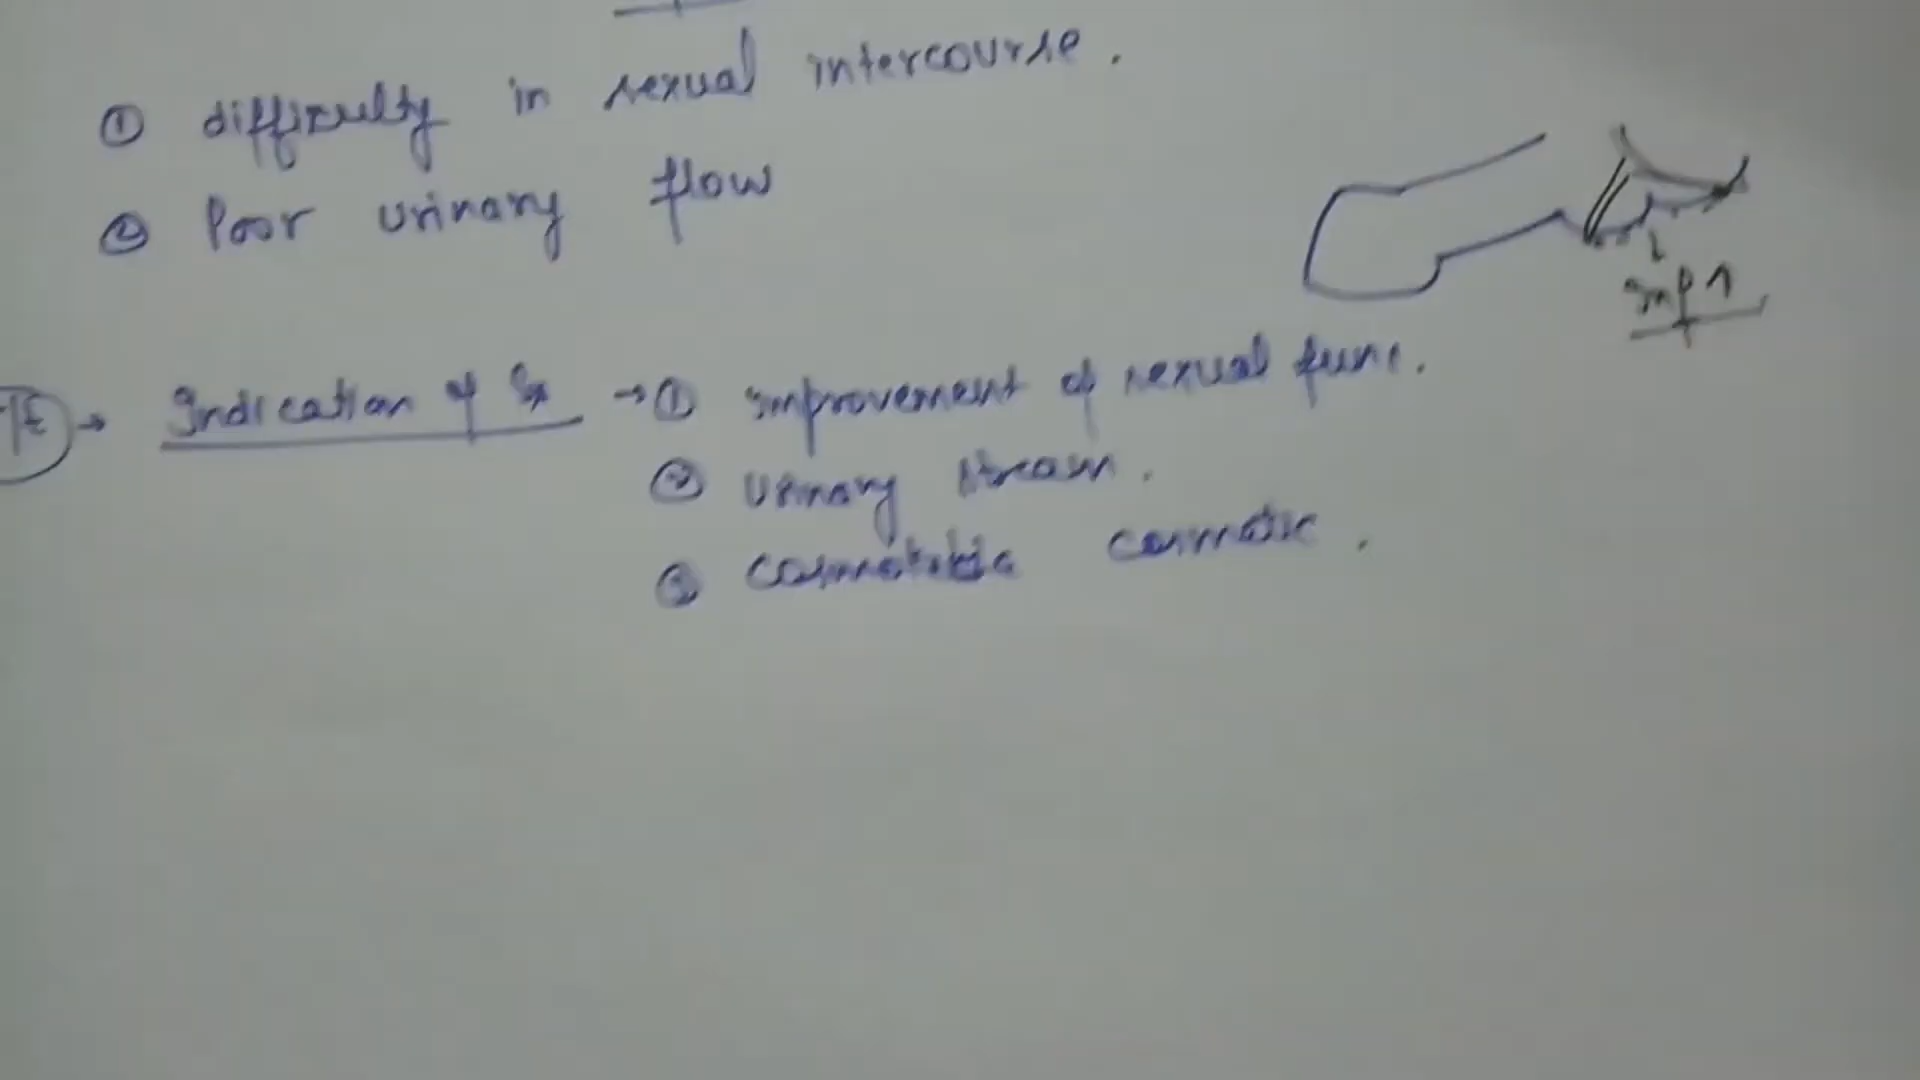 ① difficulty in sexual intercourse.
② Poor urinary flow
→ Indication of Sx → ① improvement of sexual func.
② urinary stream.
③ cosmetic.